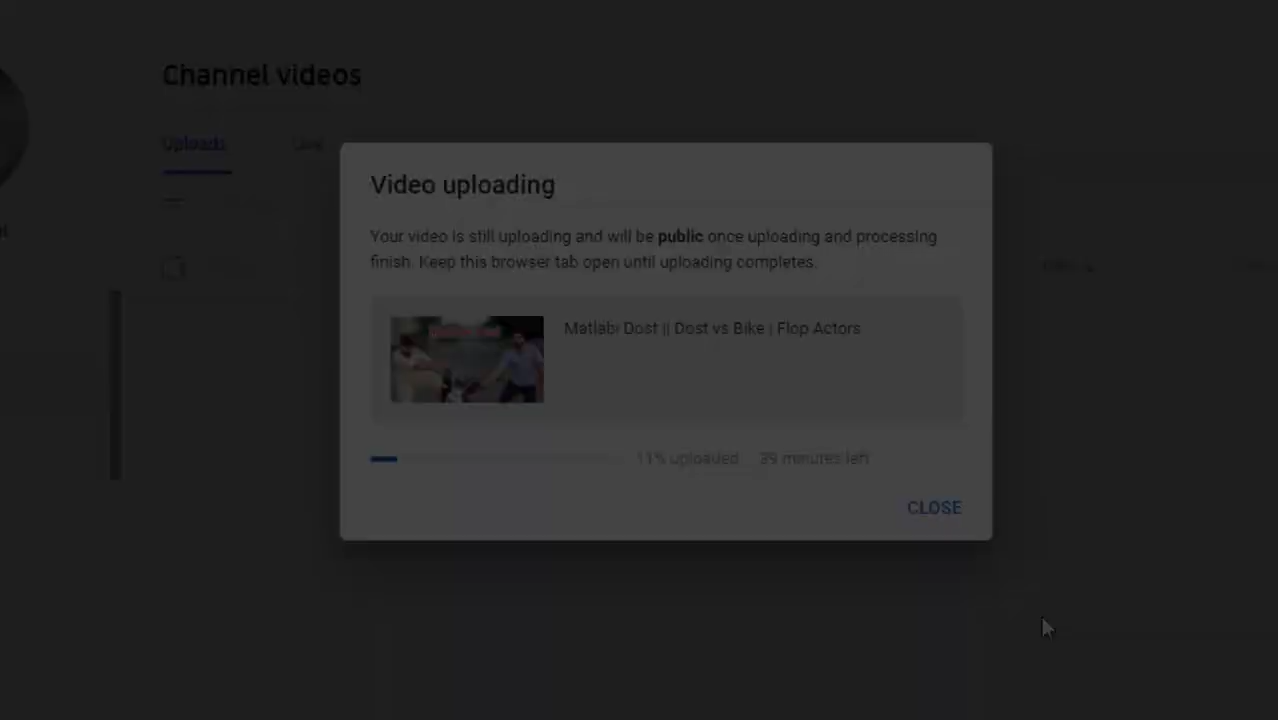 Channel videos
Uploads
Live
Video uploading
Your video is still uploading and will be public once uploading and processing
finish. Keep this browser tab open until uploading completes.
Matlabi Dost || Dost vs Bike | Flop Actors
11% uploaded ... 39 minutes left
CLOSE